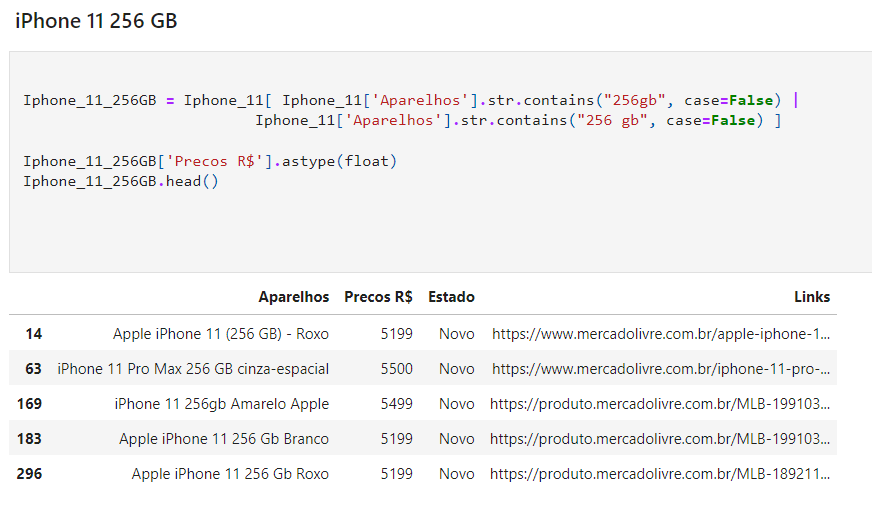 iPhone 11 256 GB
Iphone_11_256GB = Iphone_11[ Iphone_11['Aparelhos'].str.contains("256gb", case=False) |
Iphone_11['Aparelhos'].str.contains("256 gb", case=False) ]
Iphone_11_256GB['Precos R$'].astype(float)
Iphone_11_256GB.head()
Aparelhos Precos R$ Estado Links
14 Apple iPhone 11 (256 GB) - Roxo 5199 Novo https://www.mercadolivre.com.br/apple-iphone-1...
63 iPhone 11 Pro Max 256 GB cinza-espacial 5500 Novo https://www.mercadolivre.com.br/iphone-11-pro-...
169 iPhone 11 256gb Amarelo Apple 5499 Novo https://produto.mercadolivre.com.br/MLB-199103...
183 Apple iPhone 11 256 Gb Branco 5199 Novo https://produto.mercadolivre.com.br/MLB-199103...
296 Apple iPhone 11 256 Gb Roxo 5199 Novo https://produto.mercadolivre.com.br/MLB-189211...